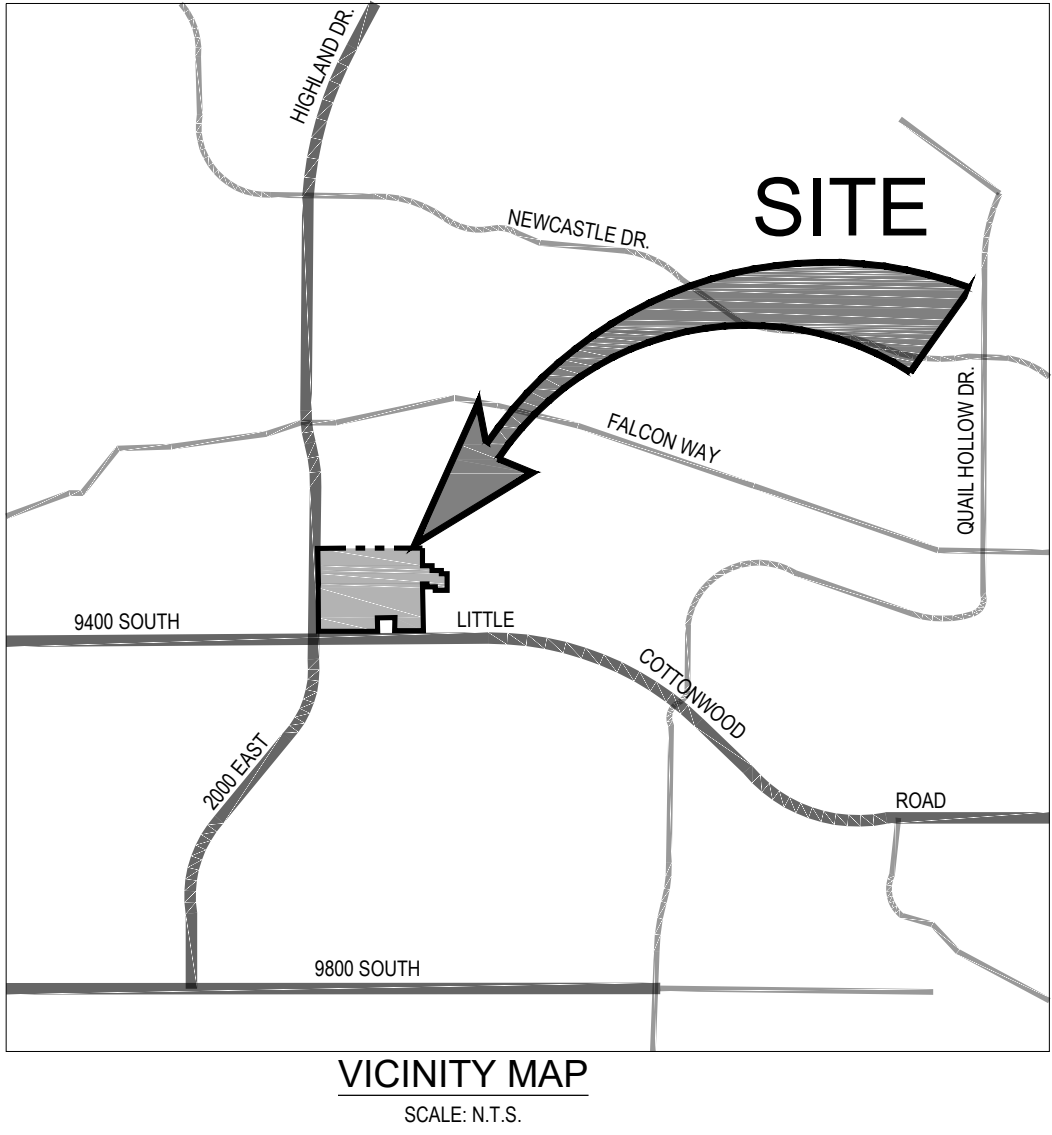 HIGHLAND DR.
SITE
NEWCASTLE DR.
QUAIL HOLLOW DR.
FALCON WAY
9400 SOUTH
LITTLE
COTTONWOOD
2000 EAST
ROAD
9800 SOUTH
VICINITY MAP
SCALE: N.T.S.